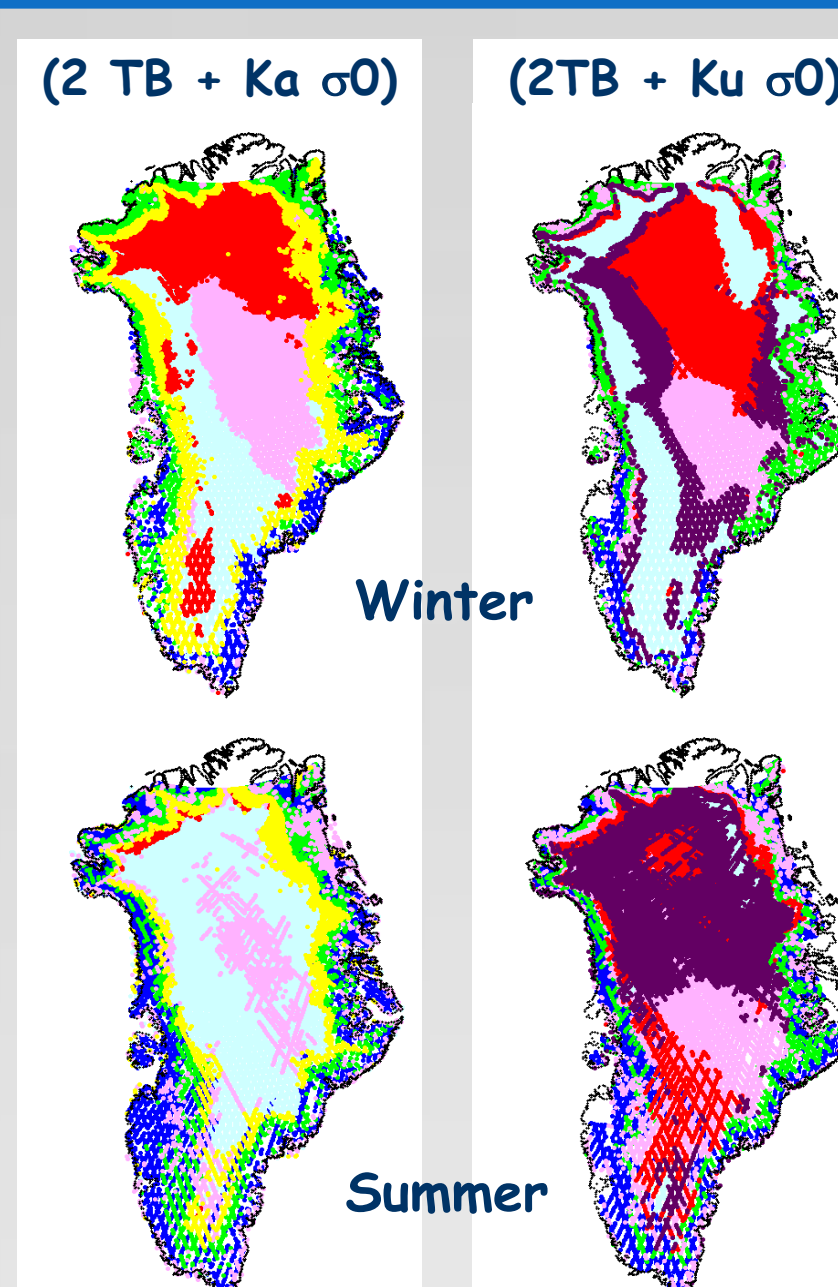 (2 TB + Ka σ0)
(2TB + Ku σ0)
Winter
Summer